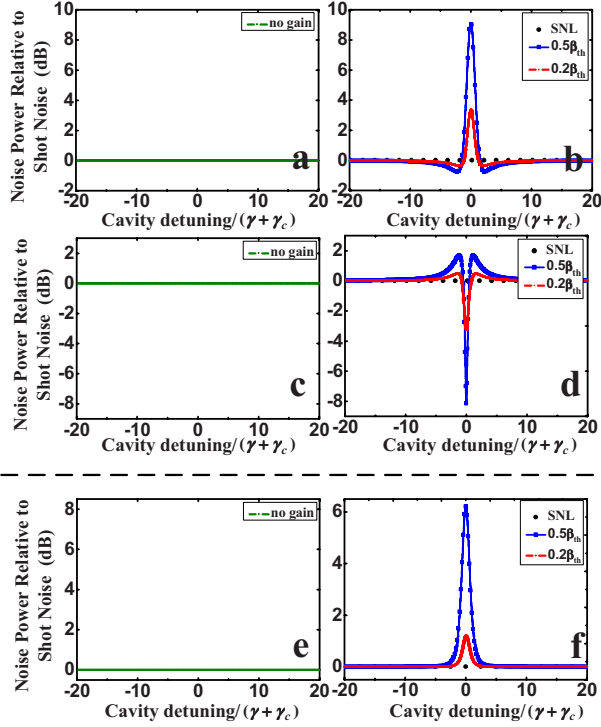 Noise Power Relative to
Shot Noise (dB)
10
8
6
4
2
0
-2
no gain
a
-20 -10 0 10 20
Cavity detuning/(γ+γc)
10
8
6
4
2
0
-2
SNL
0.5βth
0.2βth
b
-20 -10 0 10 20
Cavity detuning/(γ+γc)
Noise Power Relative to
Shot Noise (dB)
2
0
-2
-4
-6
-8
no gain
c
-20 -10 0 10 20
Cavity detuning/(γ+γc)
2
0
-2
-4
-6
-8
SNL
0.5βth
0.2βth
d
-20 -10 0 10 20
Cavity detuning/(γ+γc)
Noise Power Relative to
Shot Noise (dB)
8
6
4
2
0
no gain
e
-20 -10 0 10 20
Cavity detuning/(γ+γc)
6
4
2
0
SNL
0.5βth
0.2βth
f
-20 -10 0 10 20
Cavity detuning/(γ+γc)